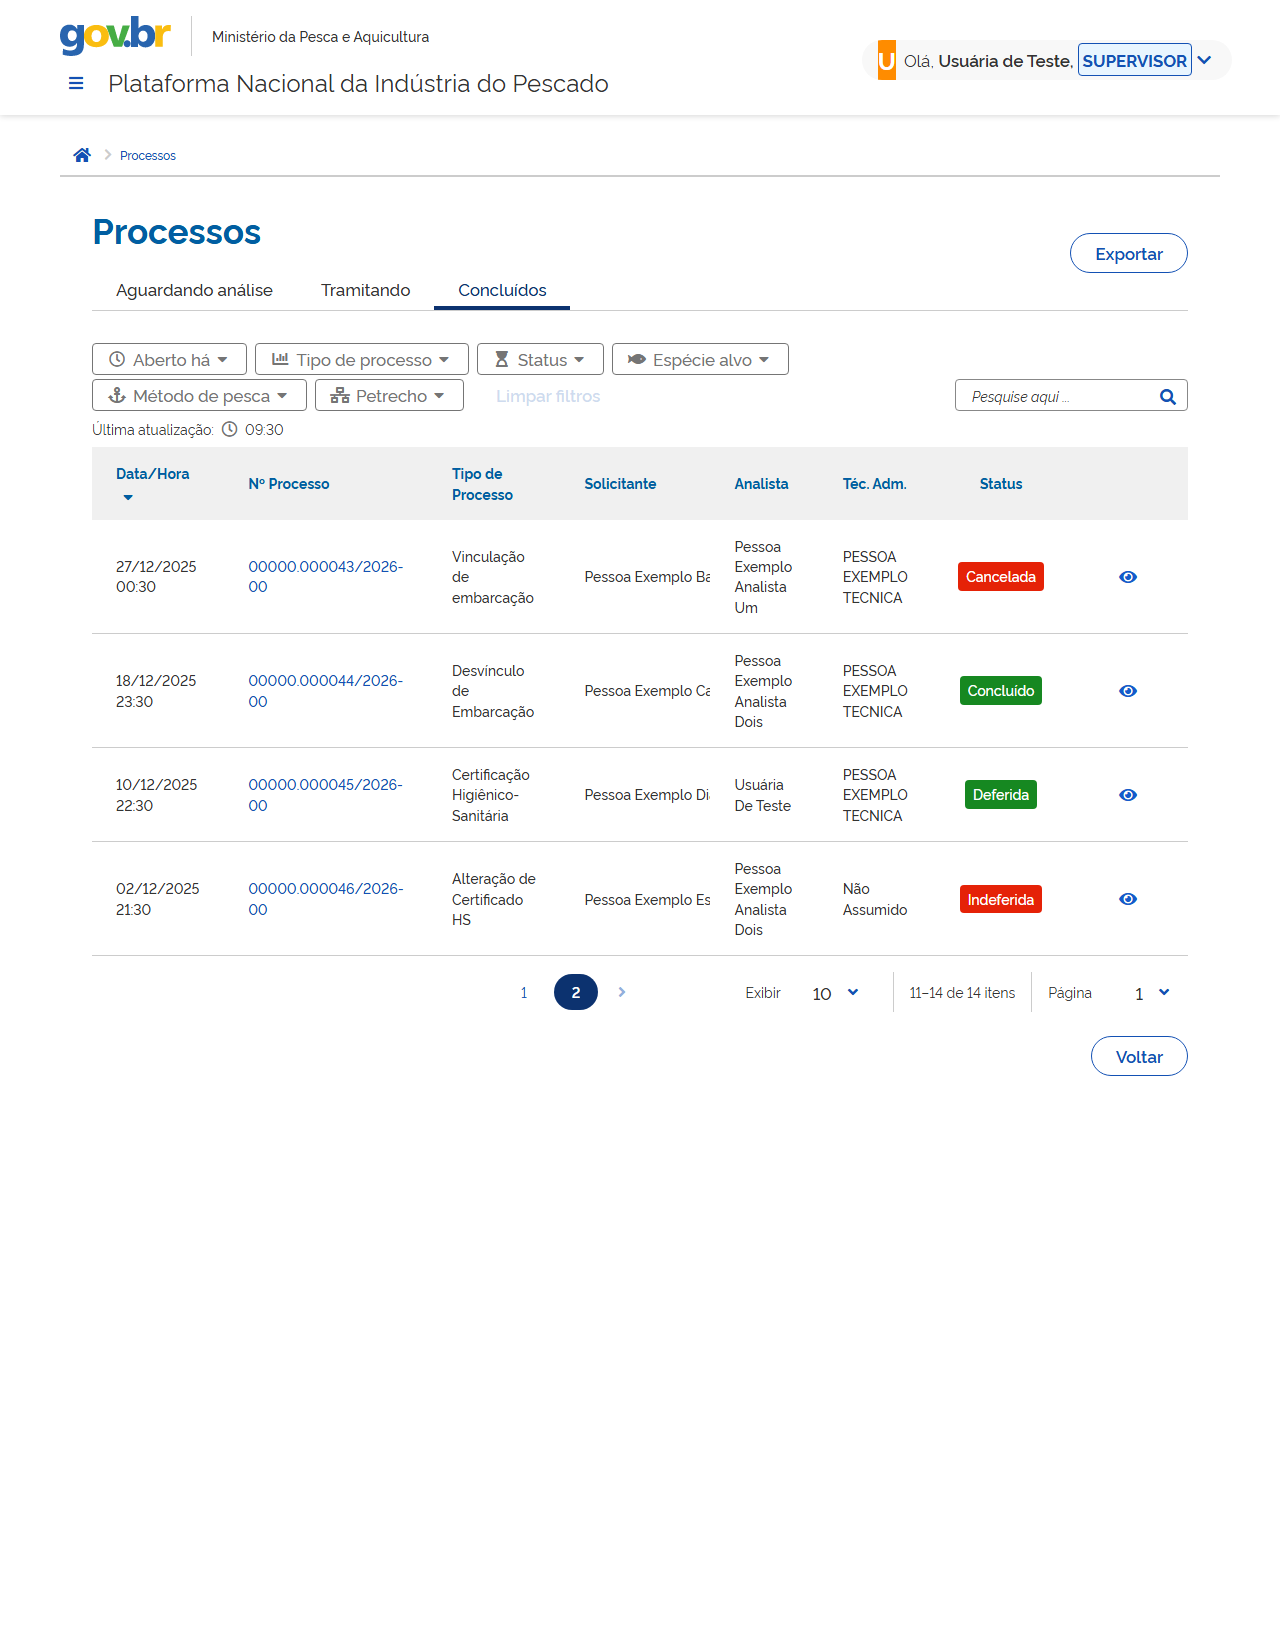 gov.br
Ministério da Pesca e Aquicultura
Plataforma Nacional da Indústria do Pescado
U Olá, Usuária de Teste, SUPERVISOR
Processos
Processos
Exportar
Aguardando análise Tramitando Concluídos
Aberto há Tipo de processo Status Espécie alvo
Método de pesca Petrecho Limpar filtros Pesquise aqui ...
Última atualização: 09:30
Data/Hora Nº Processo Tipo de Processo Solicitante Analista Téc. Adm. Status
27/12/2025 00:30 00000.000043/2026-00 Vinculação de embarcação Pessoa Exemplo Ba Pessoa Exemplo Analista Um PESSOA EXEMPLO TECNICA Cancelada
18/12/2025 23:30 00000.000044/2026-00 Desvínculo de Embarcação Pessoa Exemplo Ca Pessoa Exemplo Analista Dois PESSOA EXEMPLO TECNICA Concluído
10/12/2025 22:30 00000.000045/2026-00 Certificação Higiênico-Sanitária Pessoa Exemplo Di Usuária De Teste PESSOA EXEMPLO TECNICA Deferida
02/12/2025 21:30 00000.000046/2026-00 Alteração de Certificado HS Pessoa Exemplo Es Pessoa Exemplo Analista Dois Não Assumido Indeferida
1 2 Exibir 10 11–14 de 14 itens Página 1
Voltar